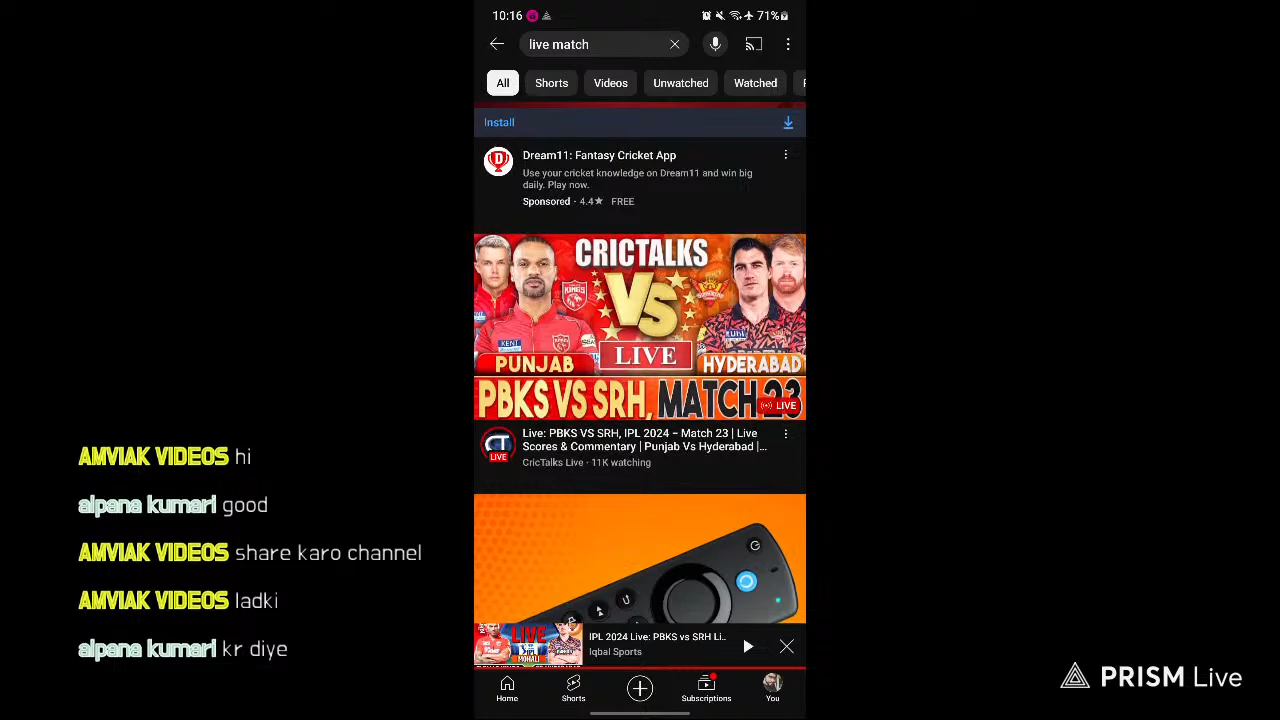 10:16
71%
live match
All Shorts Videos Unwatched Watched
Install
Dream11: Fantasy Cricket App
Use your cricket knowledge on Dream11 and win big
daily. Play now.
Sponsored · 4.4★ FREE
CRICTALKS
VS
KENT
LIVE
PUNJAB
HYDERABAD
PBKS VS SRH, MATCH 23
LIVE
Live: PBKS VS SRH, IPL 2024 - Match 23 | Live
Scores & Commentary | Punjab Vs Hyderabad |...
LIVE
CricTalks Live · 11K watching
AMVIAK VIDEOS hi
alpana kumari good
AMVIAK VIDEOS share karo channel
AMVIAK VIDEOS ladki
alpana kumari kr diye
LIVE
MOHALI
IPL 2024 Live: PBKS vs SRH Li..
Iqbal Sports
Home Shorts Subscriptions You
PRISM Live